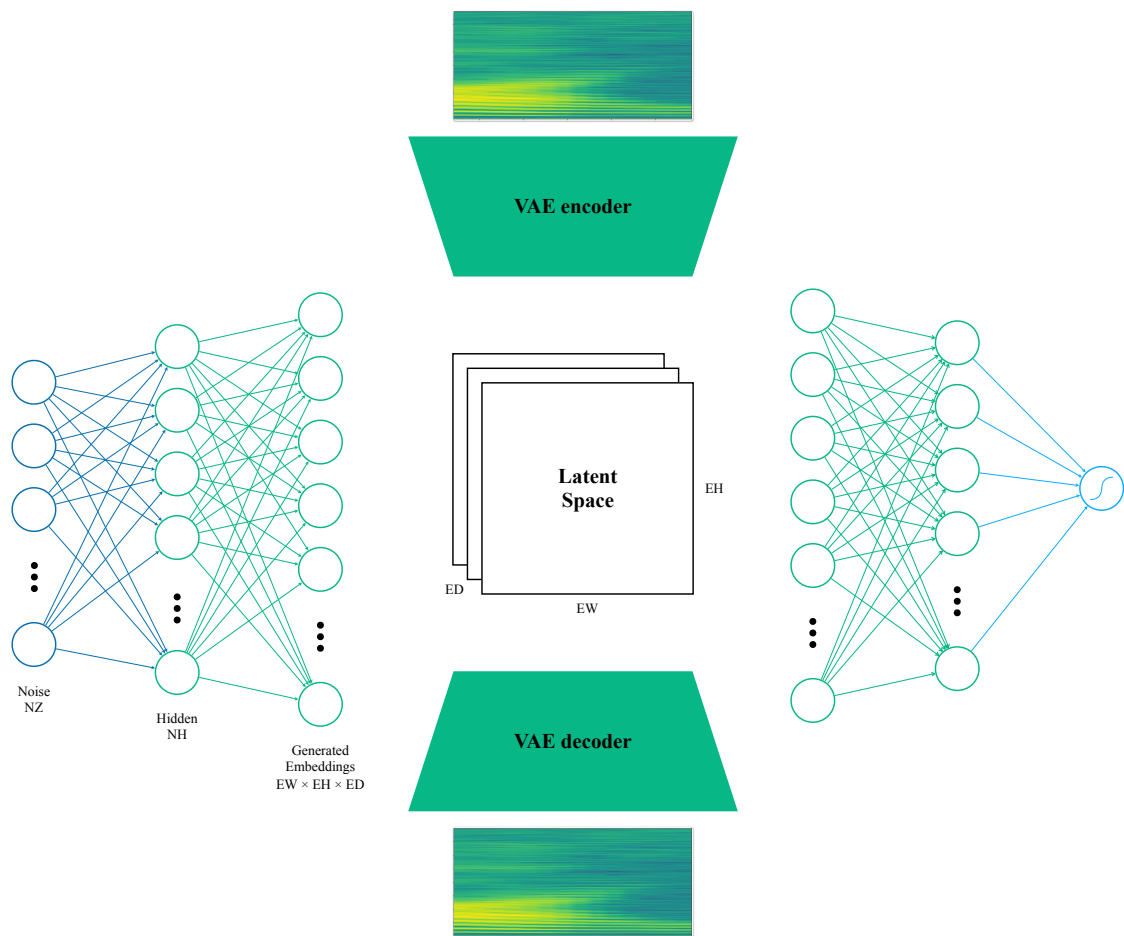 VAE encoder
Latent
Space
EH
ED
EW
Noise
NZ
Hidden
NH
Generated
Embeddings
EW × EH × ED
VAE decoder